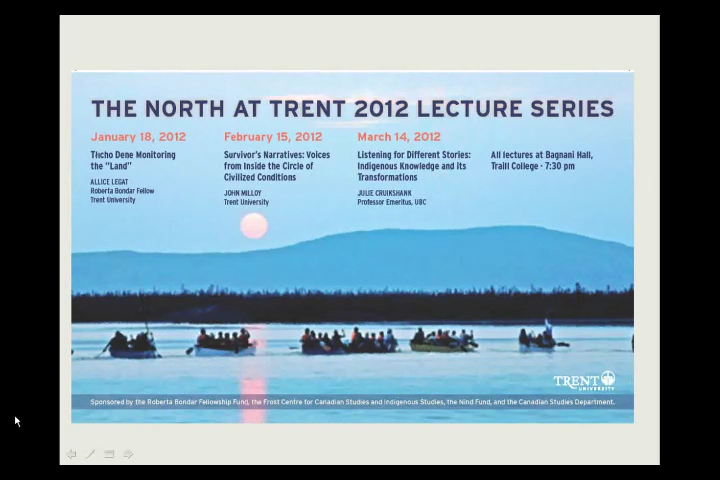 THE NORTH AT TRENT 2012 LECTURE SERIES
January 18, 2012
Tłıcho Dene Monitoring
the "Land"
ALLICE LEGAT
Roberta Bondar Fellow
Trent University
February 15, 2012
Survivor's Narratives: Voices
from Inside the Circle of
Civilized Conditions
JOHN MILLOY
Trent University
March 14, 2012
Listening for Different Stories:
Indigenous Knowledge and its
Transformations
JULIE CRUIKSHANK
Professor Emeritus, UBC
All lectures at Bagnani Hall,
Traill College · 7:30 pm
TRENT
UNIVERSITY
Sponsored by the Roberta Bondar Fellowship Fund, the Frost Centre for Canadian Studies and Indigenous Studies, the Nind Fund, and the Canadian Studies Department.